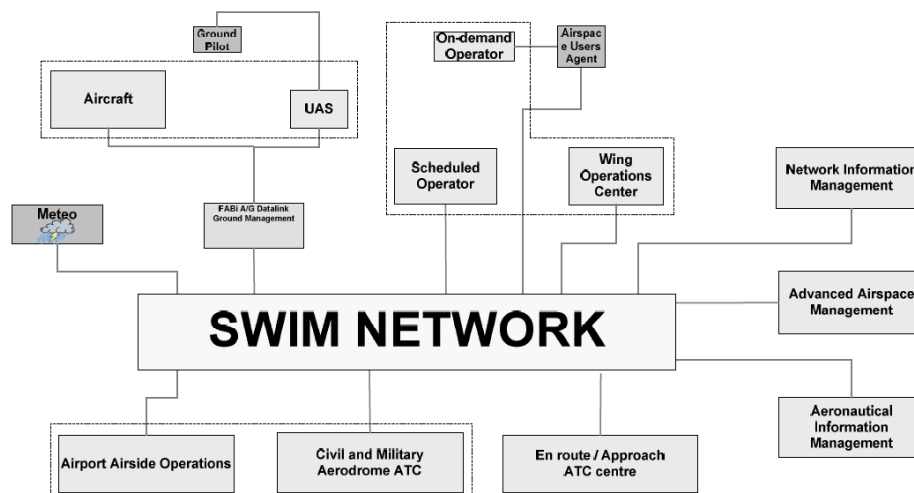 Ground
Pilot
On-demand
Operator
Airspac
e Users
Agent
Aircraft
UAS
Scheduled
Operator
Wing
Operations
Center
Network Information
Management
Meteo
FABi A/G Datalink
Ground Management
Advanced Airspace
Management
SWIM NETWORK
Aeronautical
Information
Management
Airport Airside Operations
Civil and Military
Aerodrome ATC
En route / Approach
ATC centre